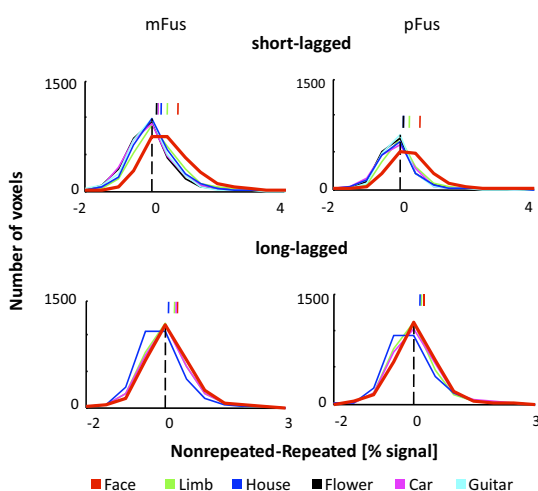 mFus pFus
short-lagged
1500 1500
0 0
-2 0 4 -2 0 4
Number of voxels
long-lagged
1500 1500
0 0
-2 0 3 -2 0 3
Nonrepeated-Repeated [% signal]
Face Limb House Flower Car Guitar